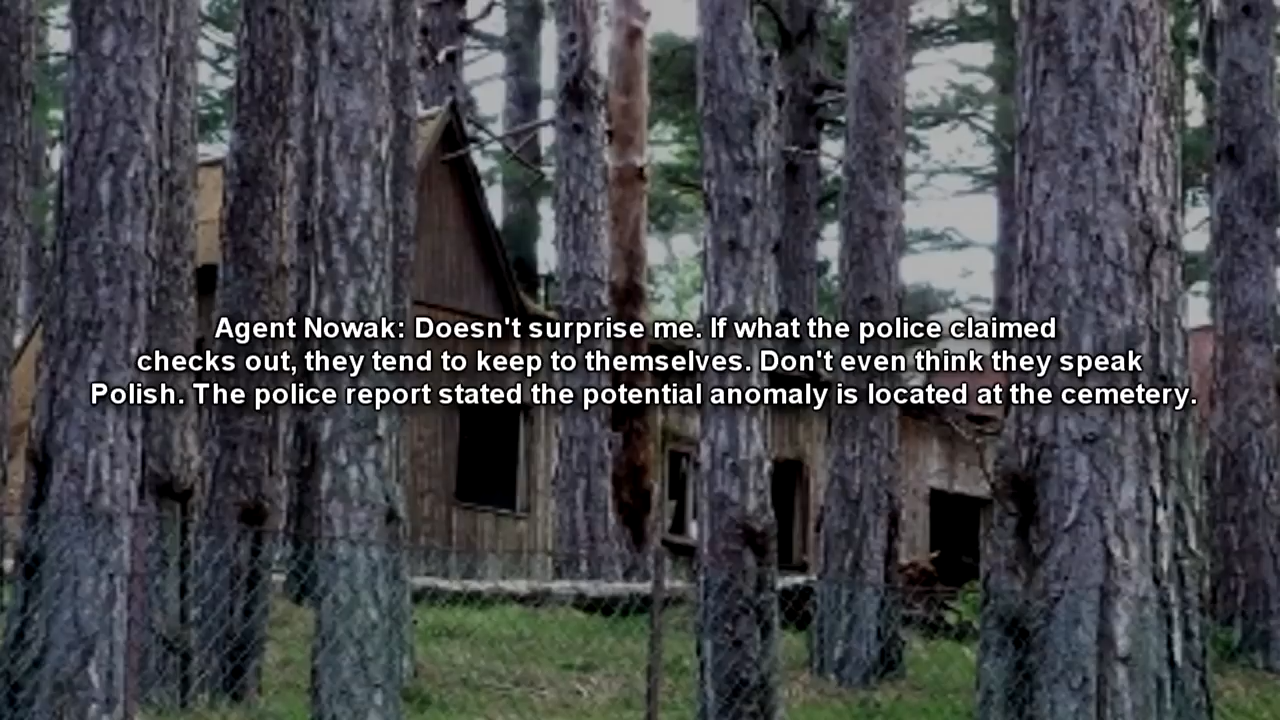 Agent Nowak: Doesn't surprise me. If what the police claimed
checks out, they tend to keep to themselves. Don't even think they speak
Polish. The police report stated the potential anomaly is located at the cemetery.